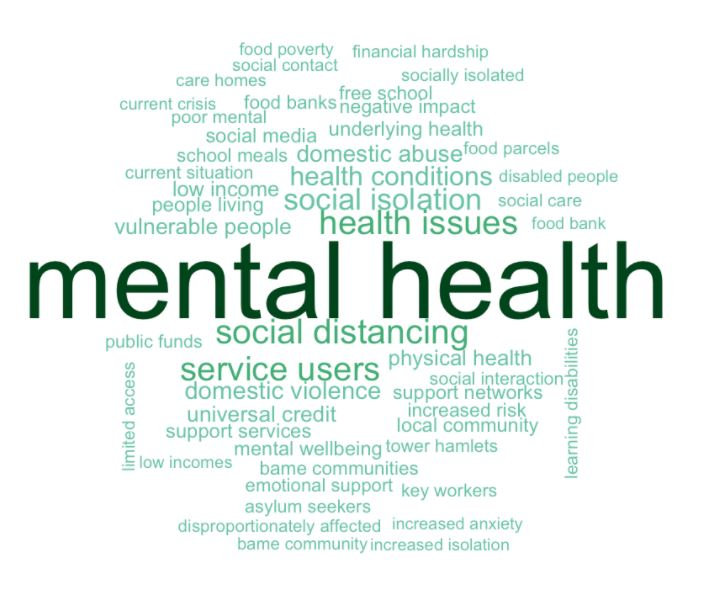 food poverty
financial hardship
social contact
socially isolated
care homes
free school
current crisis
food banks
negative impact
poor mental
social media
underlying health
school meals
domestic abuse
food parcels
current situation
health conditions
disabled people
low income
social isolation
social care
people living
health issues
food bank
vulnerable people
mental health
social distancing
public funds
physical health
service users
social interaction
learning disabilities
limited access
domestic violence
support networks
universal credit
increased risk
support services
local community
mental wellbeing
tower hamlets
low incomes
bame communities
emotional support
key workers
asylum seekers
disproportionately affected
increased anxiety
bame community
increased isolation